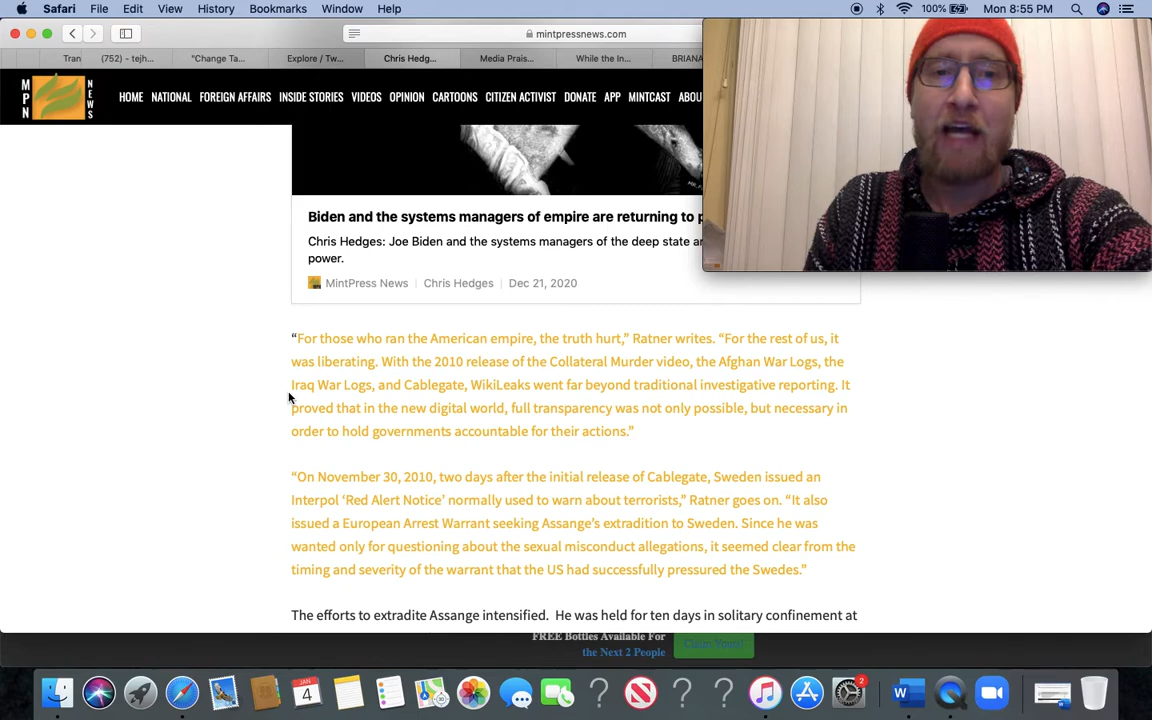 Safari File Edit View History Bookmarks Window Help 100% Mon 8:55 PM
mintpressnews.com
Tran (752) – tejh... "Change Ta... Explore / Tw... Chris Hedg... Media Prais... While the In... BRIANA
MPN NEWS HOME NATIONAL FOREIGN AFFAIRS INSIDE STORIES VIDEOS OPINION CARTOONS CITIZEN ACTIVIST DONATE APP MINTCAST ABOU
Biden and the systems managers of empire are returning to p
Chris Hedges: Joe Biden and the systems managers of the deep state ar
power.
MintPress News Chris Hedges Dec 21, 2020
“For those who ran the American empire, the truth hurt,” Ratner writes. “For the rest of us, it
was liberating. With the 2010 release of the Collateral Murder video, the Afghan War Logs, the
Iraq War Logs, and Cablegate, WikiLeaks went far beyond traditional investigative reporting. It
proved that in the new digital world, full transparency was not only possible, but necessary in
order to hold governments accountable for their actions.”
“On November 30, 2010, two days after the initial release of Cablegate, Sweden issued an
Interpol ‘Red Alert Notice’ normally used to warn about terrorists,” Ratner goes on. “It also
issued a European Arrest Warrant seeking Assange’s extradition to Sweden. Since he was
wanted only for questioning about the sexual misconduct allegations, it seemed clear from the
timing and severity of the warrant that the US had successfully pressured the Swedes.”
The efforts to extradite Assange intensified.  He was held for ten days in solitary confinement at
FREE Bottles Available For
the Next 2 People
Claim Yours!
JAN
4
2